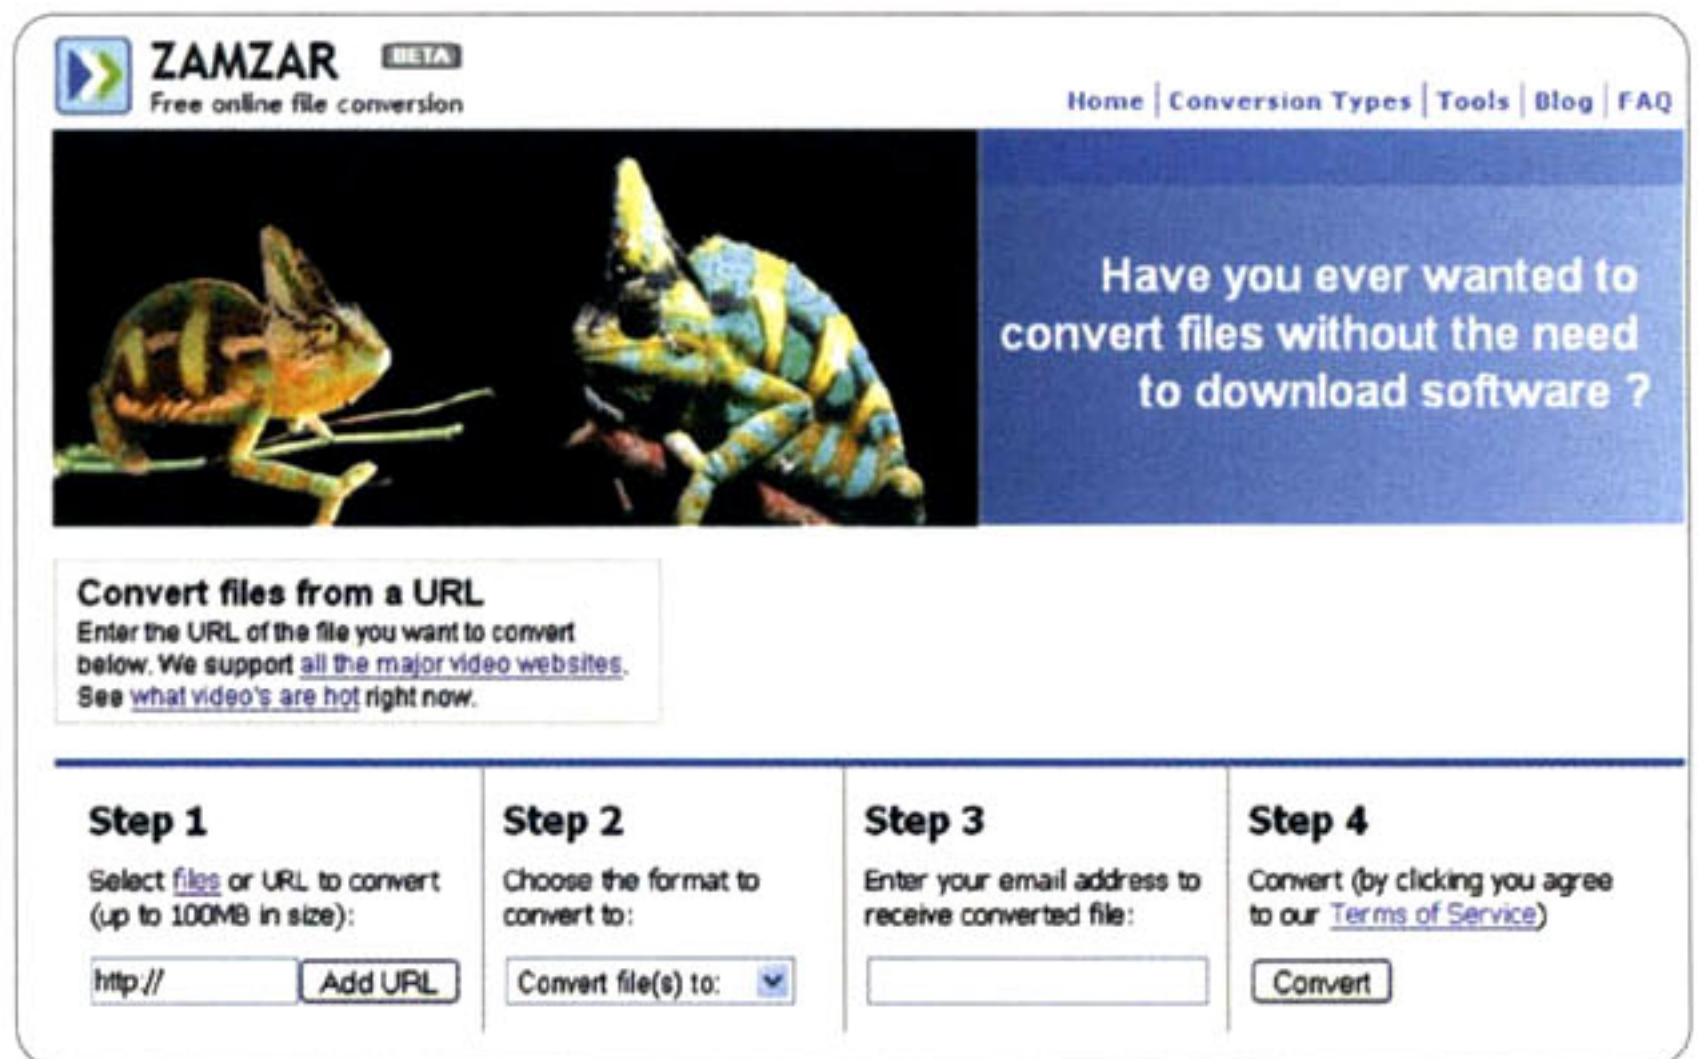 ZAMZAR BETA
Free online file conversion
Home | Conversion Types | Tools | Blog | FAQ
Have you ever wanted to
convert files without the need
to download software ?
Convert files from a URL
Enter the URL of the file you want to convert
below. We support all the major video websites.
See what video's are hot right now.
Step 1
Select files or URL to convert
(up to 100MB in size):
http://
Add URL
Step 2
Choose the format to
convert to:
Convert file(s) to:
Step 3
Enter your email address to
receive converted file:
Step 4
Convert (by clicking you agree
to our Terms of Service)
Convert